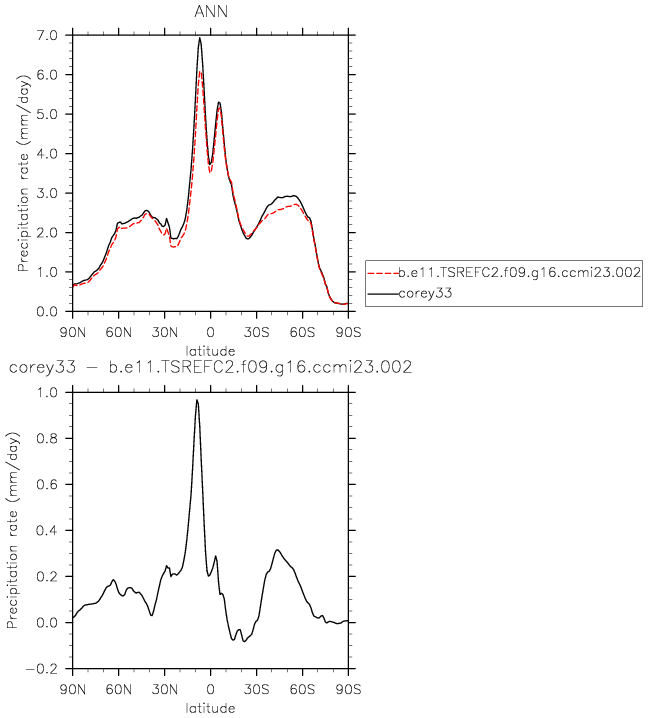 ANN
7.0
6.0
5.0
4.0
3.0
2.0
1.0
0.0
Precipitation rate (mm/day)
90N 60N 30N 0 30S 60S 90S
latitude
b.e11.TSREFC2.f09.g16.ccmi23.002
corey33
corey33 – b.e11.TSREFC2.f09.g16.ccmi23.002
1.0
0.8
0.6
0.4
0.2
0.0
−0.2
Precipitation rate (mm/day)
90N 60N 30N 0 30S 60S 90S
latitude